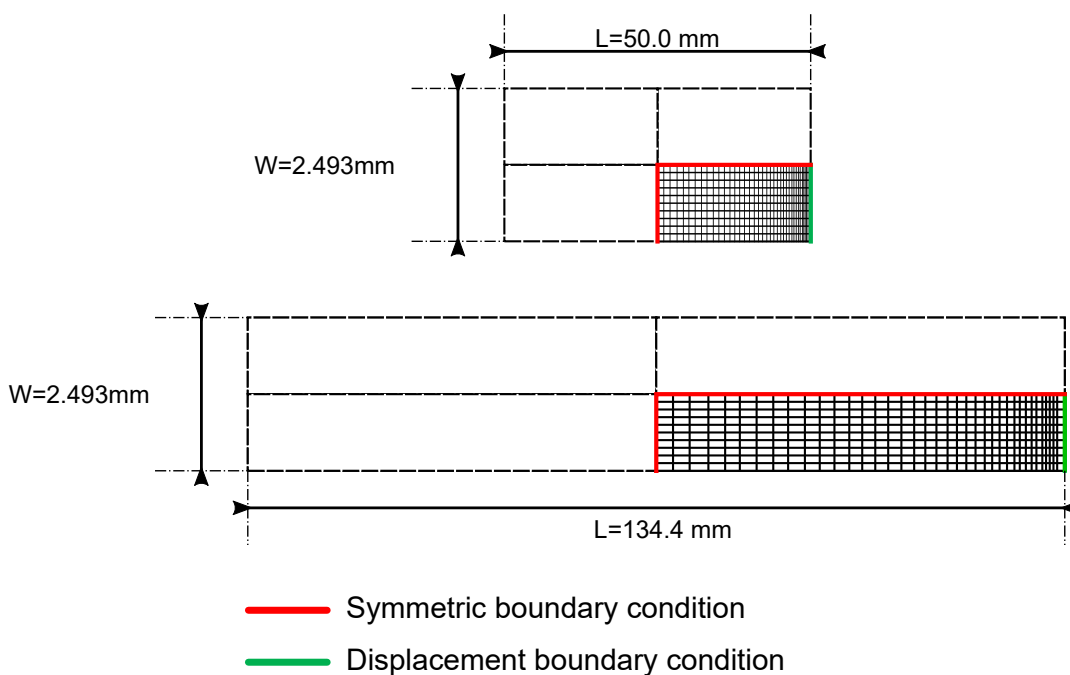 L=50.0 mm
W=2.493mm
W=2.493mm
L=134.4 mm
Symmetric boundary condition
Displacement boundary condition